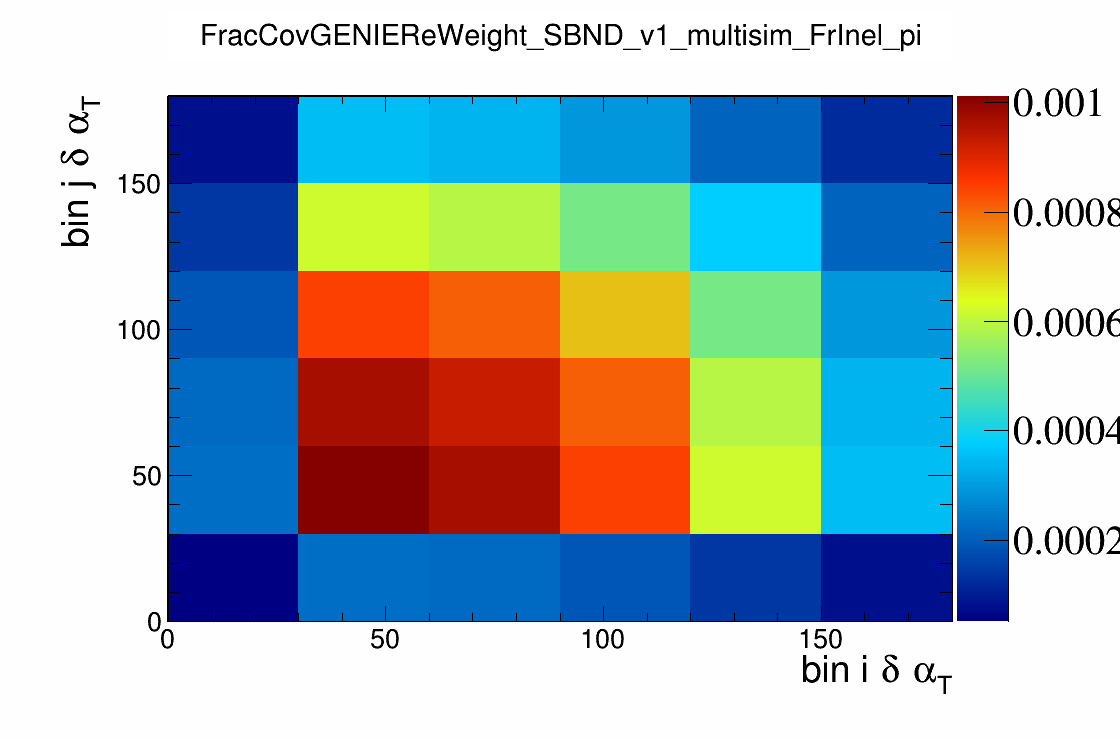 FracCovGENIEReWeight_SBND_v1_multisim_FrInel_pi
bin j δ α_T
150
100
50
0
0 50 100 150
bin i δ α_T
0.001
0.0008
0.0006
0.0004
0.0002